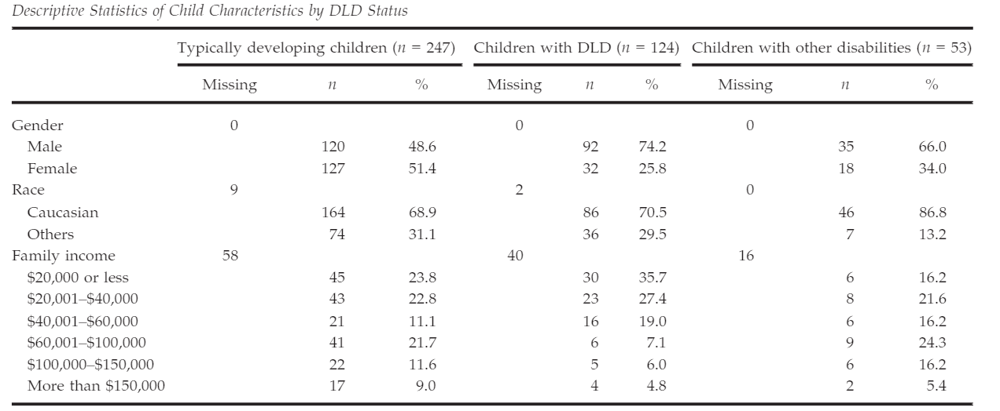 Descriptive Statistics of Child Characteristics by DLD Status
Typically developing children (n = 247) Children with DLD (n = 124) Children with other disabilities (n = 53)
Missing n % Missing n % Missing n %
Gender 0 0 0
Male 120 48.6 92 74.2 35 66.0
Female 127 51.4 32 25.8 18 34.0
Race 9 2 0
Caucasian 164 68.9 86 70.5 46 86.8
Others 74 31.1 36 29.5 7 13.2
Family income 58 40 16
$20,000 or less 45 23.8 30 35.7 6 16.2
$20,001–$40,000 43 22.8 23 27.4 8 21.6
$40,001–$60,000 21 11.1 16 19.0 6 16.2
$60,001–$100,000 41 21.7 6 7.1 9 24.3
$100,000–$150,000 22 11.6 5 6.0 6 16.2
More than $150,000 17 9.0 4 4.8 2 5.4